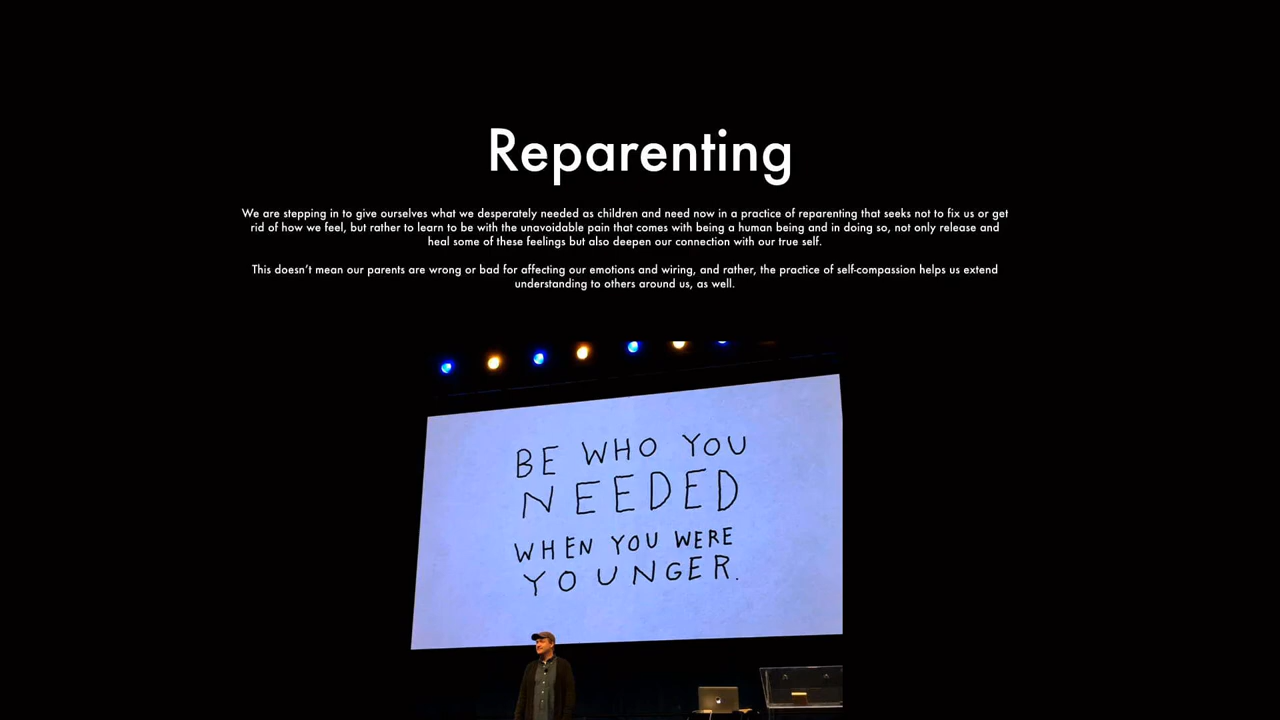 Reparenting
We are stepping in to give ourselves what we desperately needed as children and need now in a practice of reparenting that seeks not to fix us or get
rid of how we feel, but rather to learn to be with the unavoidable pain that comes with being a human being and in doing so, not only release and
heal some of these feelings but also deepen our connection with our true self.
This doesn’t mean our parents are wrong or bad for affecting our emotions and wiring, and rather, the practice of self-compassion helps us extend
understanding to others around us, as well.
BE WHO YOU
NEEDED
WHEN YOU WERE
YOUNGER.